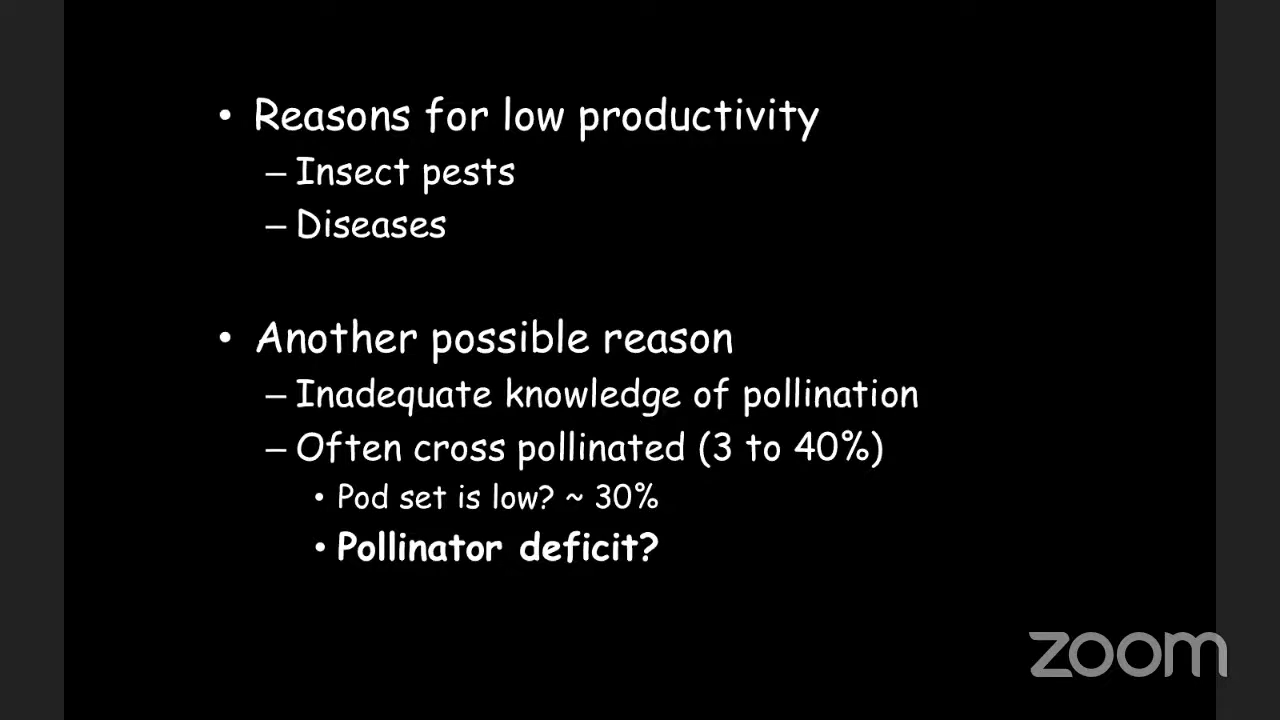 • Reasons for low productivity
– Insect pests
– Diseases
• Another possible reason
– Inadequate knowledge of pollination
– Often cross pollinated (3 to 40%)
• Pod set is low? ~ 30%
• Pollinator deficit?
zoom